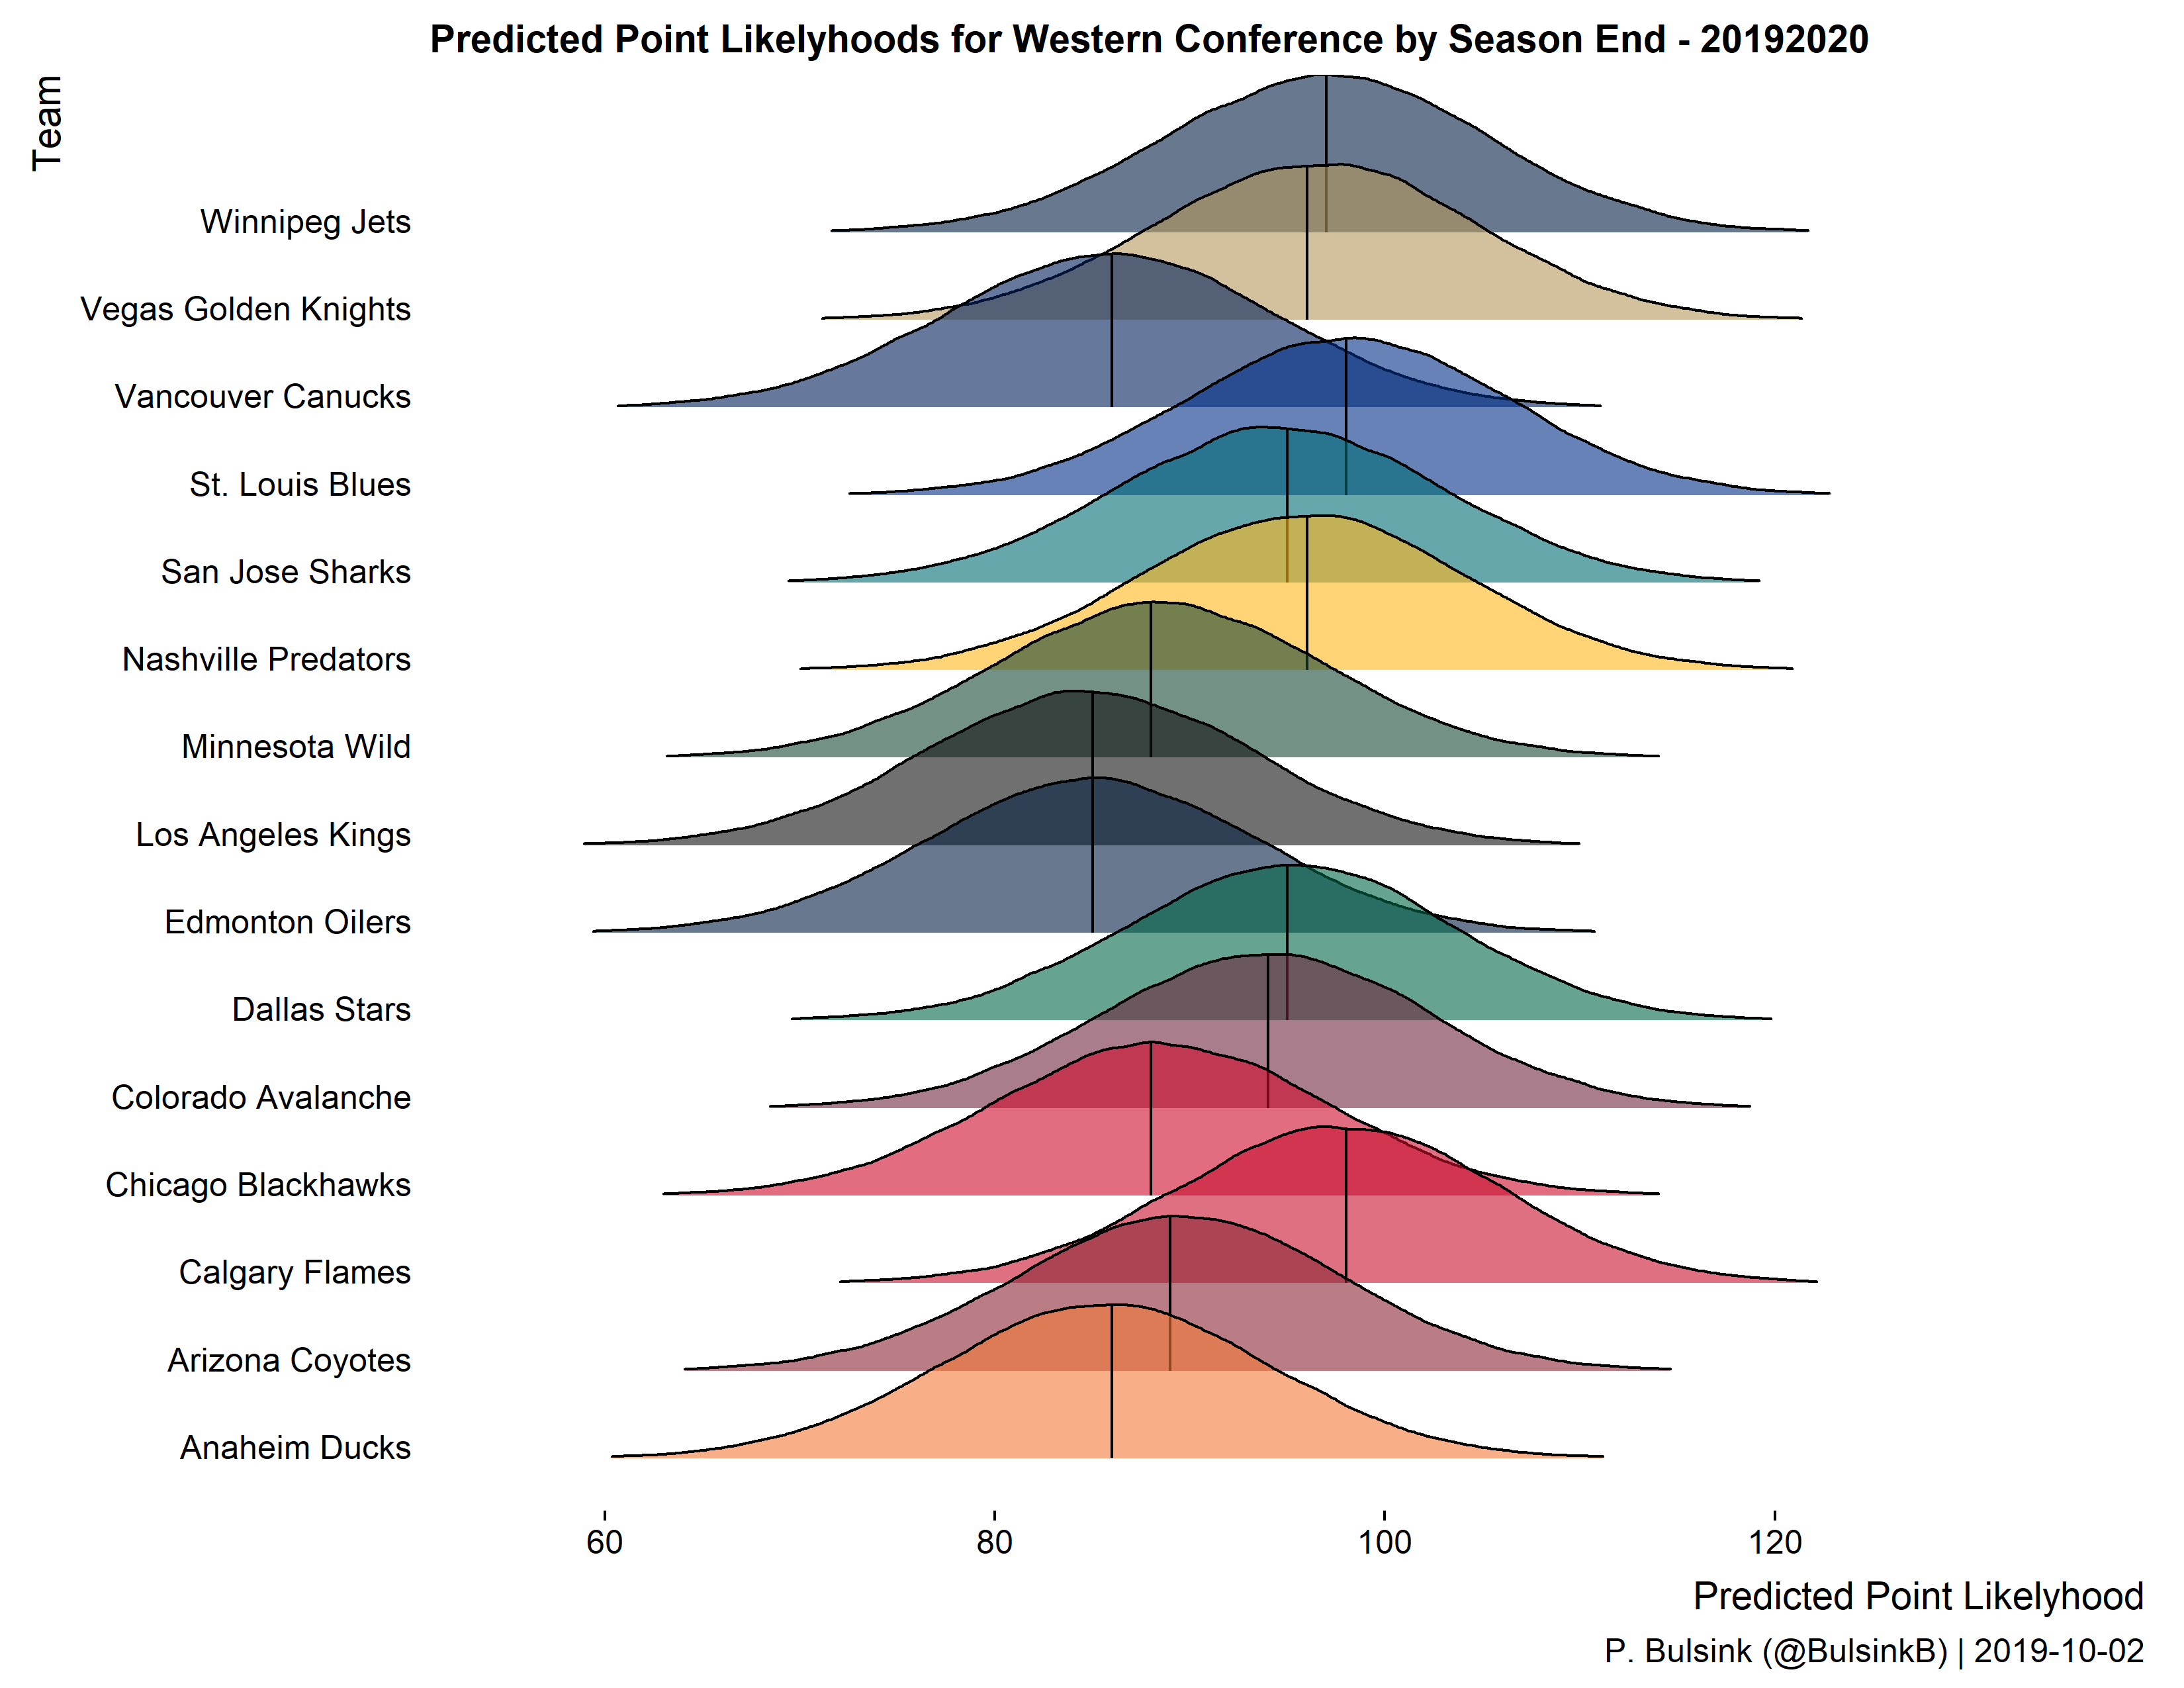 Predicted Point Likelyhoods for Western Conference by Season End - 20192020
Team
Winnipeg Jets
Vegas Golden Knights
Vancouver Canucks
St. Louis Blues
San Jose Sharks
Nashville Predators
Minnesota Wild
Los Angeles Kings
Edmonton Oilers
Dallas Stars
Colorado Avalanche
Chicago Blackhawks
Calgary Flames
Arizona Coyotes
Anaheim Ducks
60 80 100 120
Predicted Point Likelyhood
P. Bulsink (@BulsinkB) | 2019-10-02